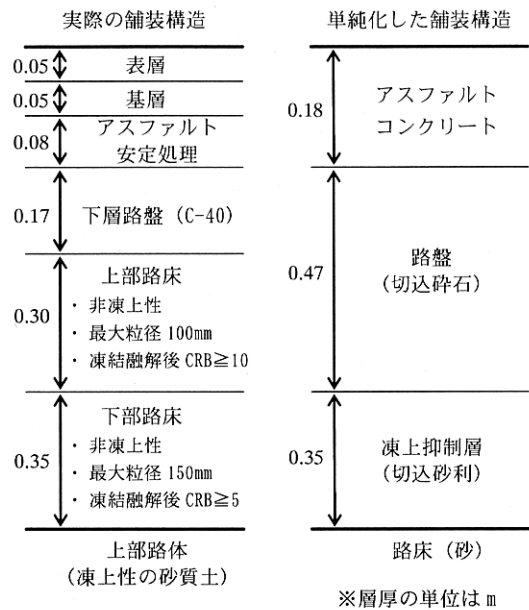 実際の舗装構造
0.05
表層
0.05
基層
0.08
アスファルト
安定処理
0.17
下層路盤（C-40）
0.30
上部路床
・ 非凍上性
・ 最大粒径 100mm
・ 凍結融解後 CRB≧10
0.35
下部路床
・ 非凍上性
・ 最大粒径 150mm
・ 凍結融解後 CRB≧5
上部路体
（凍上性の砂質土）
単純化した舗装構造
0.18
アスファルト
コンクリート
0.47
路盤
（切込砕石）
0.35
凍上抑制層
（切込砂利）
路床（砂）
※層厚の単位は m